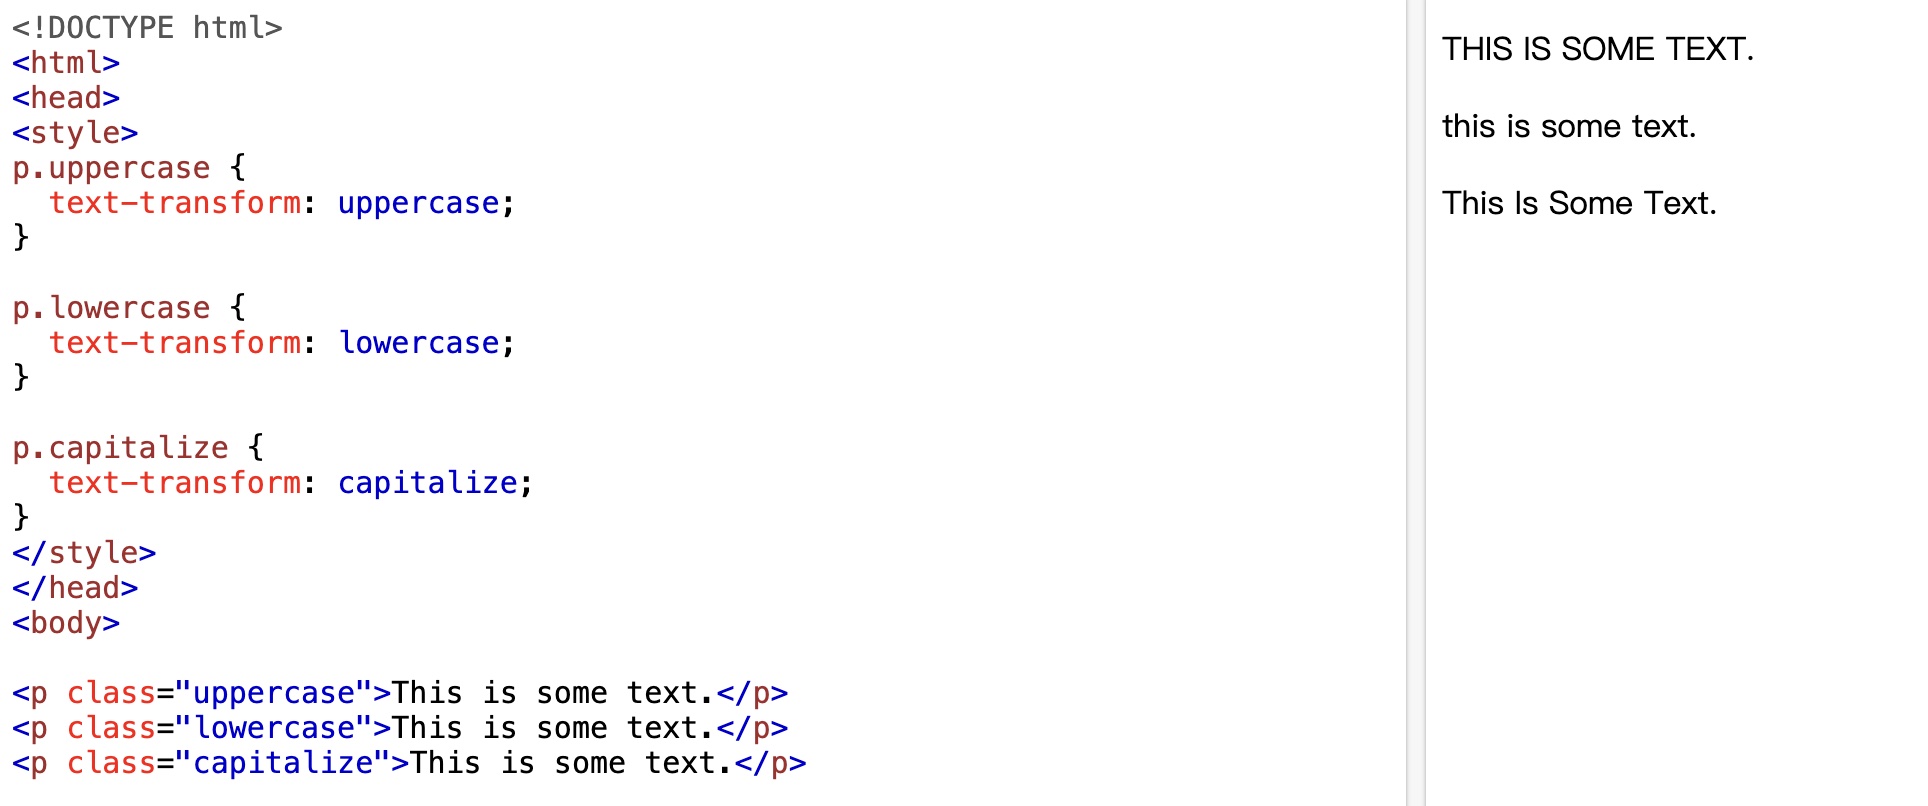 <!DOCTYPE html>
<html>
<head>
<style>
p.uppercase {
  text-transform: uppercase;
}

p.lowercase {
  text-transform: lowercase;
}

p.capitalize {
  text-transform: capitalize;
}
</style>
</head>
<body>

<p class="uppercase">This is some text.</p>
<p class="lowercase">This is some text.</p>
<p class="capitalize">This is some text.</p>
THIS IS SOME TEXT.
this is some text.
This Is Some Text.